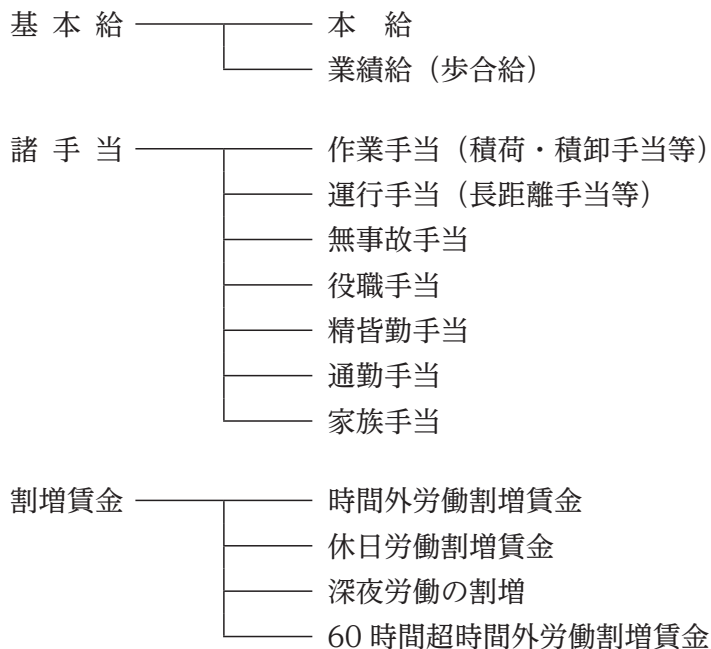 基 本 給 本　給
業績給（歩合給）
諸 手 当 作業手当（積荷・積卸手当等）
運行手当（長距離手当等）
無事故手当
役職手当
精皆勤手当
通勤手当
家族手当
割増賃金 時間外労働割増賃金
休日労働割増賃金
深夜労働の割増
60 時間超時間外労働割増賃金